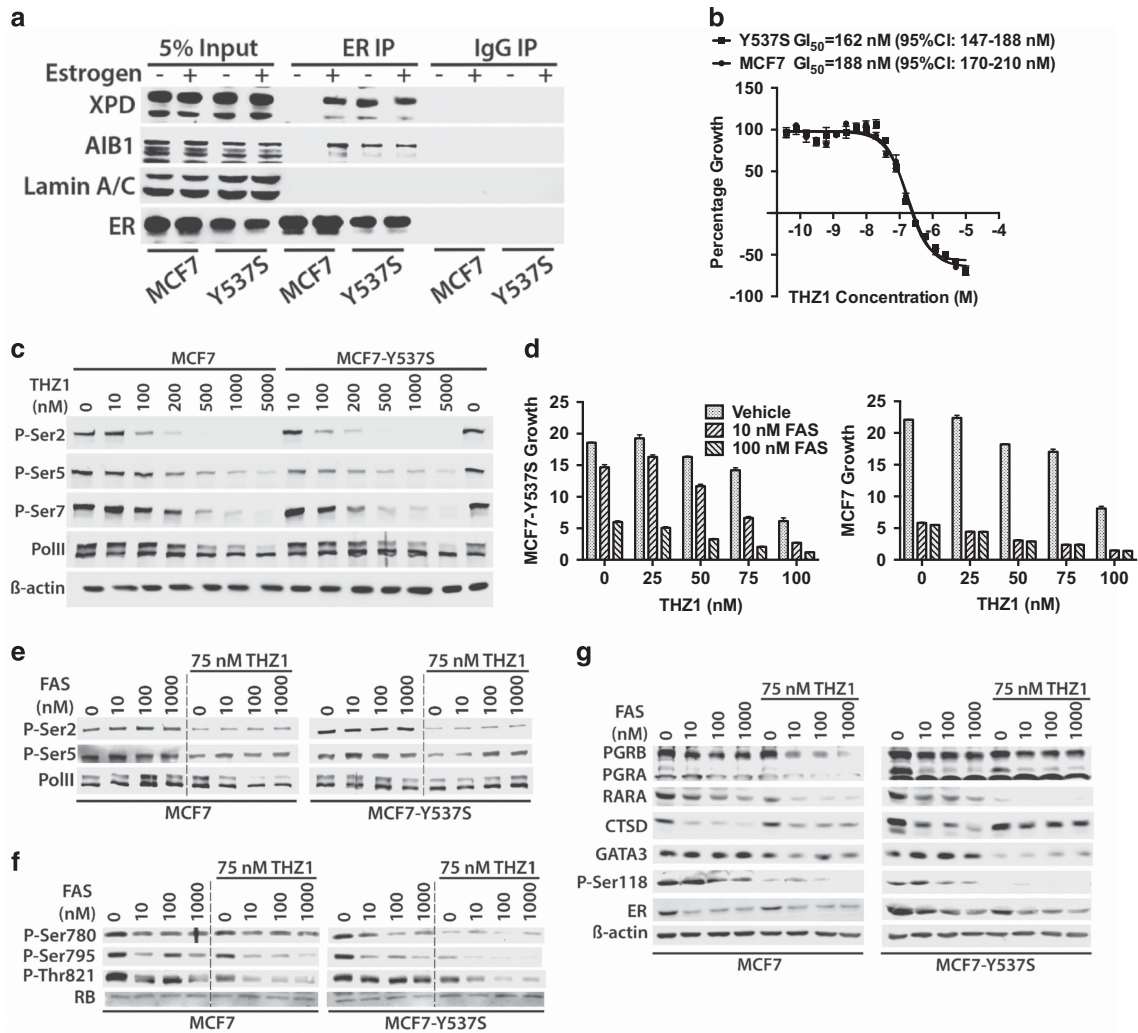 a
5% Input ER IP IgG IP
Estrogen - + - + - + - + - + - +
XPD
AIB1
Lamin A/C
ER
MCF7 Y537S MCF7 Y537S MCF7 Y537S
b
Y537S GI50=162 nM (95%CI: 147-188 nM)
MCF7 GI50=188 nM (95%CI: 170-210 nM)
Percentage Growth
150
100
50
-50
-100
-10 -9 -8 -7 -6 -5 -4
THZ1 Concentration (M)
c
MCF7 MCF7-Y537S
THZ1 (nM)
0 10 100 200 500 1000 5000 10 100 200 500 1000 5000 0
P-Ser2
P-Ser5
P-Ser7
PolII
ß-actin
d
MCF7-Y537S Growth
25
20
15
10
5
0
0 25 50 75 100
THZ1 (nM)
Vehicle
10 nM FAS
100 nM FAS
MCF7 Growth
25
20
15
10
5
0
0 25 50 75 100
THZ1 (nM)
e
75 nM THZ1 75 nM THZ1
FAS (nM)
0 10 100 1000 0 10 100 1000 0 10 100 1000 0 10 100 1000
P-Ser2
P-Ser5
PolII
MCF7 MCF7-Y537S
f
75 nM THZ1 75 nM THZ1
FAS (nM)
0 10 100 1000 0 10 100 1000 0 10 100 1000 0 10 100 1000
P-Ser780
P-Ser795
P-Thr821
RB
MCF7 MCF7-Y537S
g
75 nM THZ1 75 nM THZ1
FAS (nM)
0 10 100 1000 0 10 100 1000 0 10 100 1000 0 10 100 1000
PGRB
PGRA
RARA
CTSD
GATA3
P-Ser118
ER
ß-actin
MCF7 MCF7-Y537S